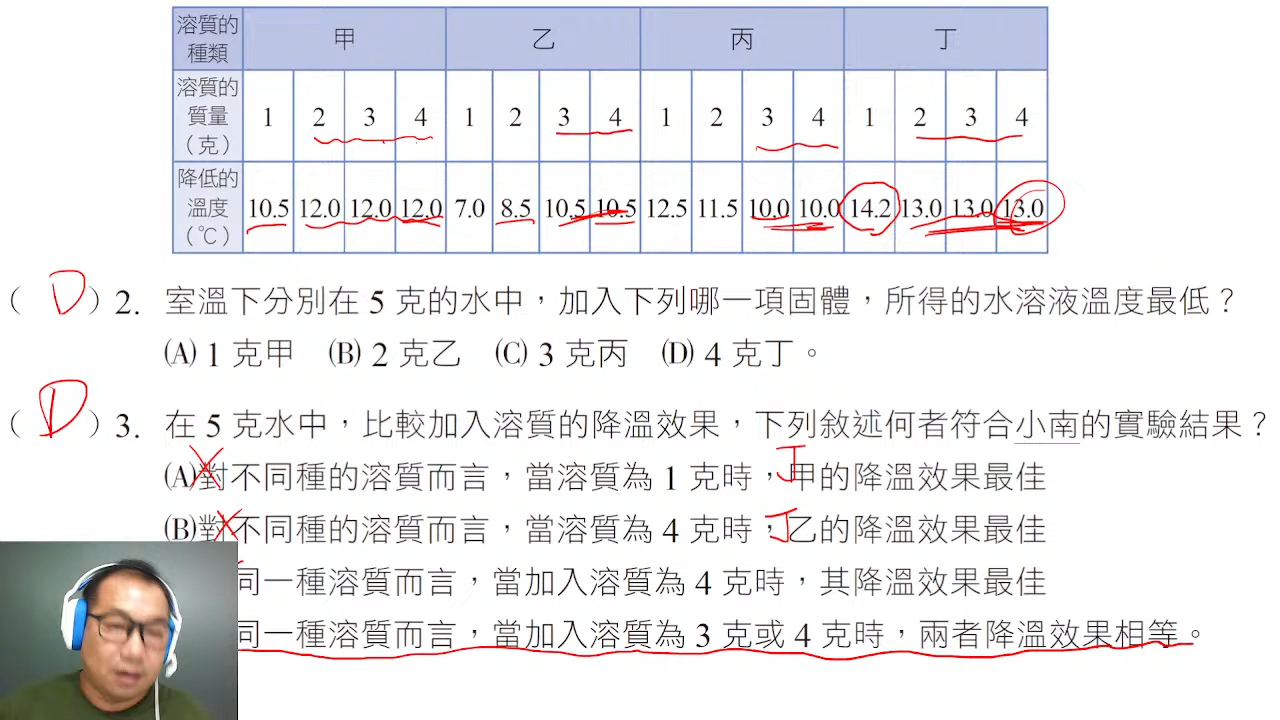 溶質的種類 甲 乙 丙 丁
溶質的質量(克) 1 2 3 4 1 2 3 4 1 2 3 4 1 2 3 4
降低的溫度(℃) 10.5 12.0 12.0 12.0 7.0 8.5 10.5 10.5 12.5 11.5 10.0 10.0 14.2 13.0 13.0 13.0
( D ) 2. 室溫下分別在 5 克的水中,加入下列哪一項固體,所得的水溶液溫度最低?
(A) 1 克甲 (B) 2 克乙 (C) 3 克丙 (D) 4 克丁。
( D ) 3. 在 5 克水中,比較加入溶質的降溫效果,下列敘述何者符合小南的實驗結果?
(A)對不同種的溶質而言,當溶質為 1 克時,甲的降溫效果最佳
丁
(B)對不同種的溶質而言,當溶質為 4 克時,乙的降溫效果最佳
丁
同一種溶質而言,當加入溶質為 4 克時,其降溫效果最佳
同一種溶質而言,當加入溶質為 3 克或 4 克時,兩者降溫效果相等。